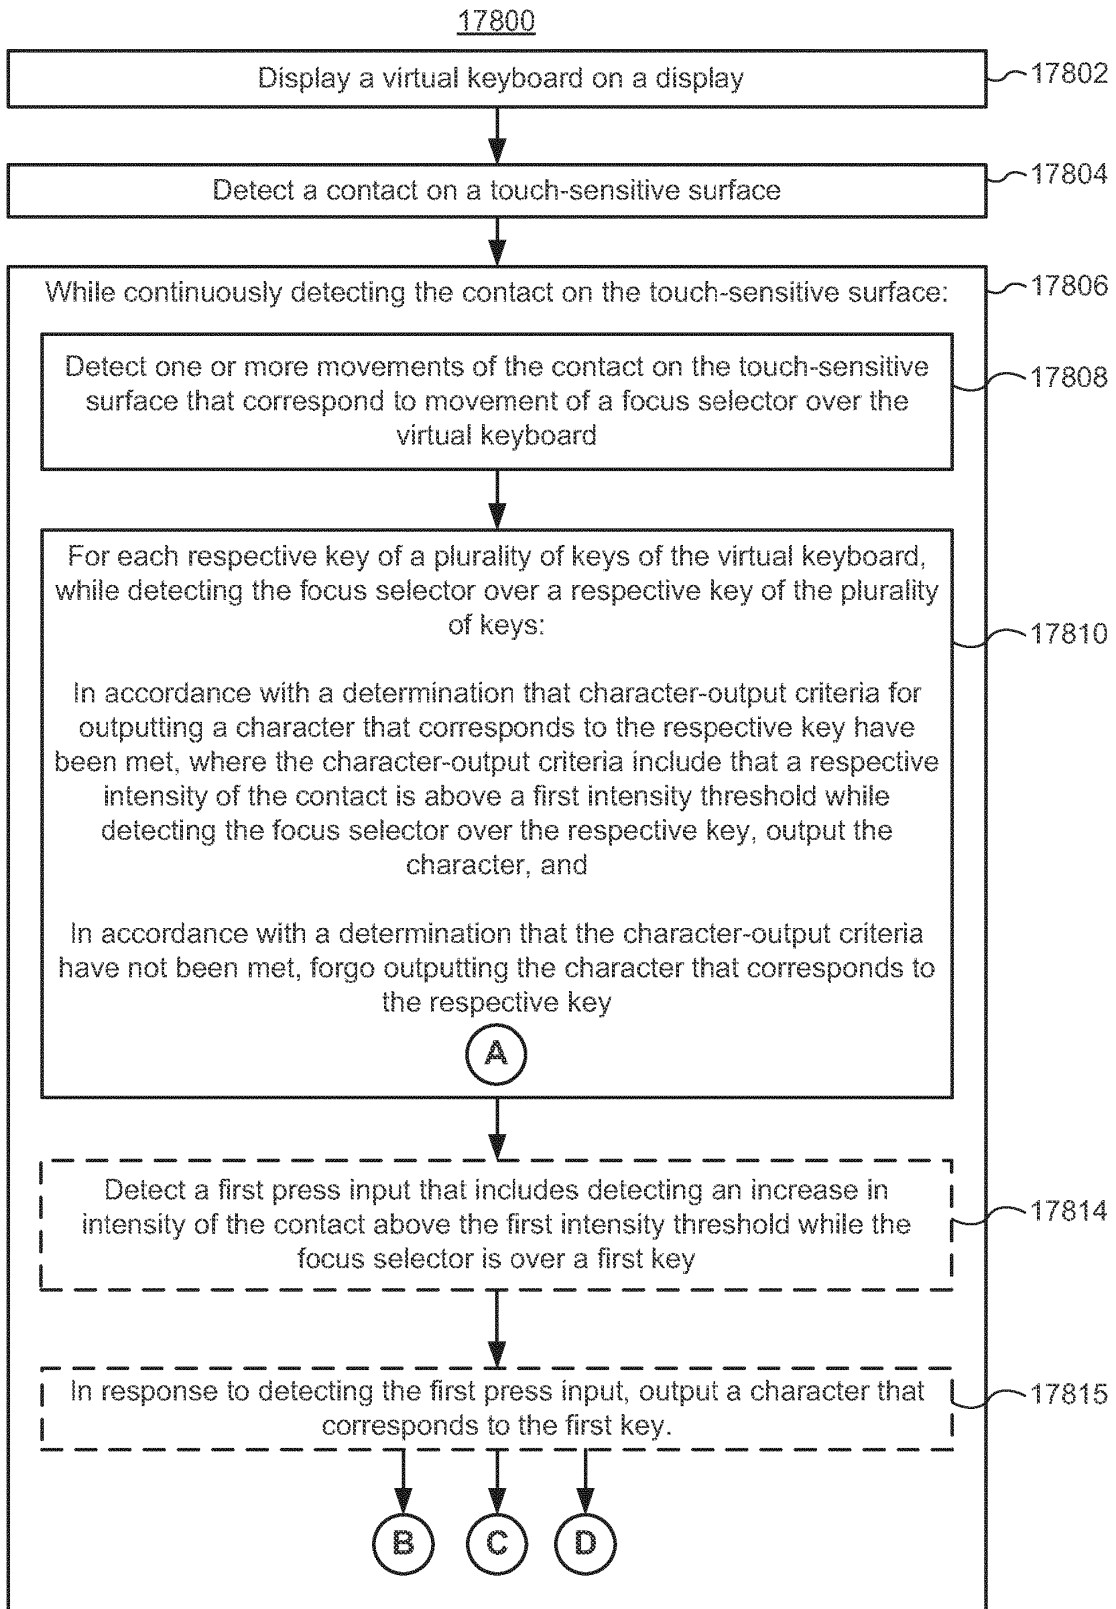 17800
Display a virtual keyboard on a display
17802
Detect a contact on a touch-sensitive surface
17804
While continuously detecting the contact on the touch-sensitive surface:
17806
Detect one or more movements of the contact on the touch-sensitive
surface that correspond to movement of a focus selector over the
virtual keyboard
17808
For each respective key of a plurality of keys of the virtual keyboard,
while detecting the focus selector over a respective key of the plurality
of keys:
17810
In accordance with a determination that character-output criteria for
outputting a character that corresponds to the respective key have
been met, where the character-output criteria include that a respective
intensity of the contact is above a first intensity threshold while
detecting the focus selector over the respective key, output the
character, and
In accordance with a determination that the character-output criteria
have not been met, forgo outputting the character that corresponds to
the respective key
A
Detect a first press input that includes detecting an increase in
intensity of the contact above the first intensity threshold while the
focus selector is over a first key
17814
In response to detecting the first press input, output a character that
corresponds to the first key.
17815
B C D